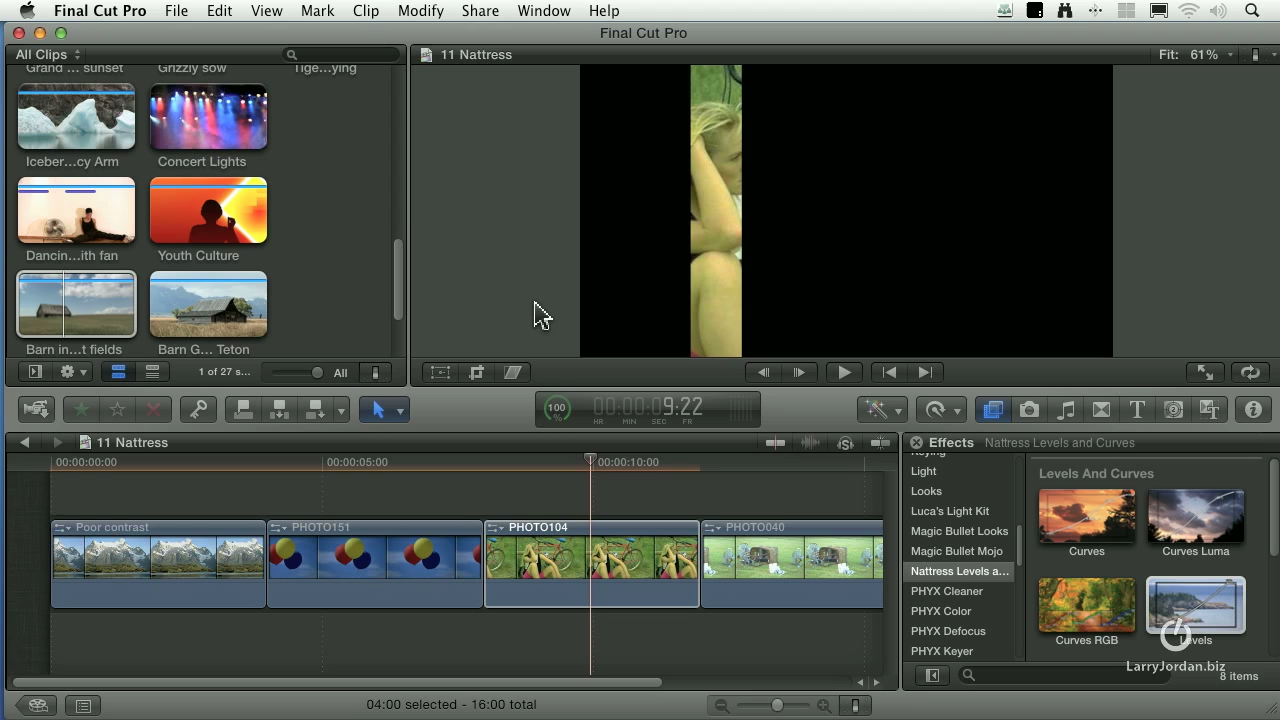 Final Cut Pro File Edit View Mark Clip Modify Share Window Help
Final Cut Pro
All Clips
11 Nattress
Fit: 61%
Grand ... sunset
Grizzly sow
Tige...ying
Iceber...cy Arm
Concert Lights
Dancin...ith fan
Youth Culture
Barn in...t fields
Barn G... Teton
1 of 27 s...
All
100
%
00:00:09:22
HR MIN SEC FR
11 Nattress
Effects
Nattress Levels and Curves
00:00:00:00
00:00:05:00
00:00:10:00
Poor contrast
PHOTO151
PHOTO104
PHOTO040
Keying
Light
Looks
Luca's Light Kit
Magic Bullet Looks
Magic Bullet Mojo
Nattress Levels a...
PHYX Cleaner
PHYX Color
PHYX Defocus
PHYX Keyer
Levels And Curves
Curves
Curves Luma
Curves RGB
Levels
LarryJordan.biz
8 items
04:00 selected - 16:00 total